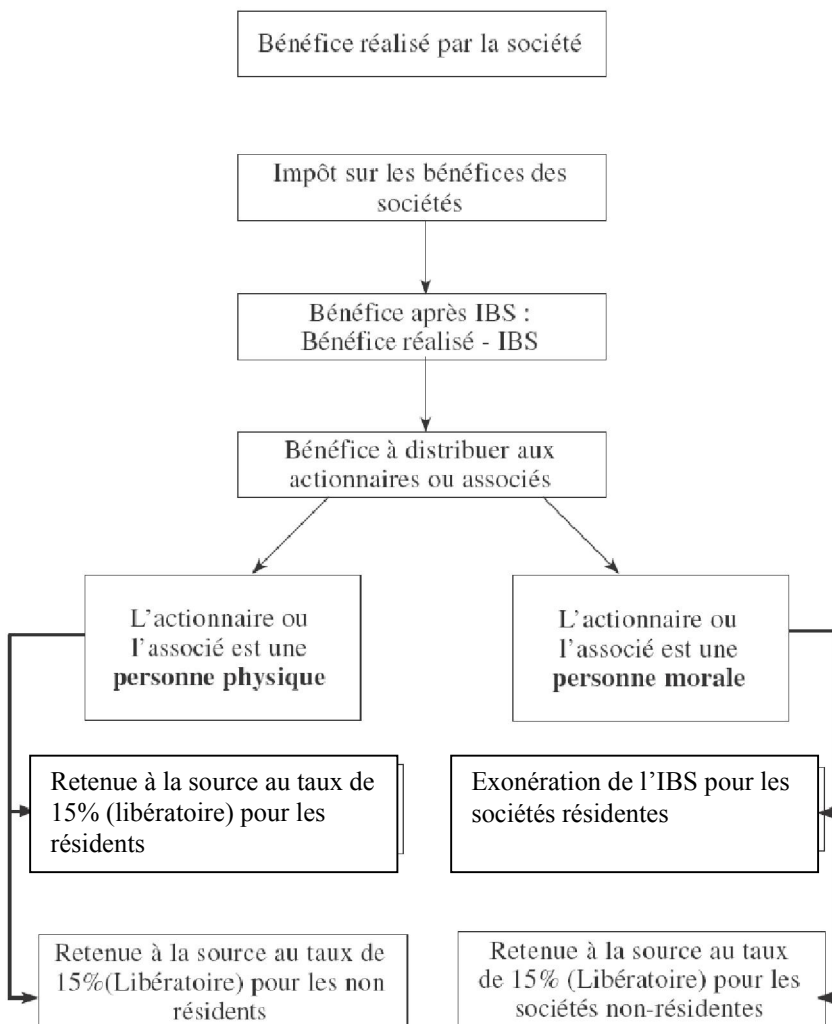 Bénéfice réalisé par la société
Impôt sur les bénéfices des
sociétés
Bénéfice après IBS :
Bénéfice réalisé - IBS
Bénéfice à distribuer aux
actionnaires ou associés
L'actionnaire ou
l'associé est une
personne physique
L'actionnaire ou
l'associé est une
personne morale
Retenue à la source au taux de
15% (libératoire) pour les
résidents
Exonération de l'IBS pour les
sociétés résidentes
Retenue à la source au taux de
15%(Libératoire) pour les non
résidents
Retenue à la source au taux
de 15% (Libératoire) pour les
sociétés non-résidentes